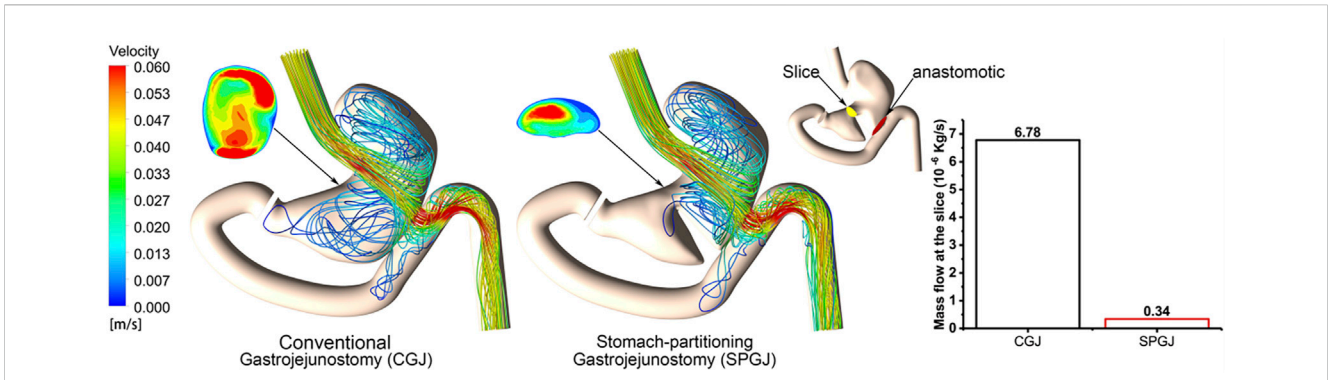 Velocity
0.060
0.053
0.047
0.040
0.033
0.027
0.020
0.013
0.007
0.000
[m/s]
Conventional
Gastrojejunostomy (CGJ)
Stomach-partitioning
Gastrojejunostomy (SPGJ)
Slice
anastomotic
Mass flow at the slice (10 -6 Kg/s)
7
6
5
4
3
2
1
0
6.78
0.34
CGJ
SPGJ